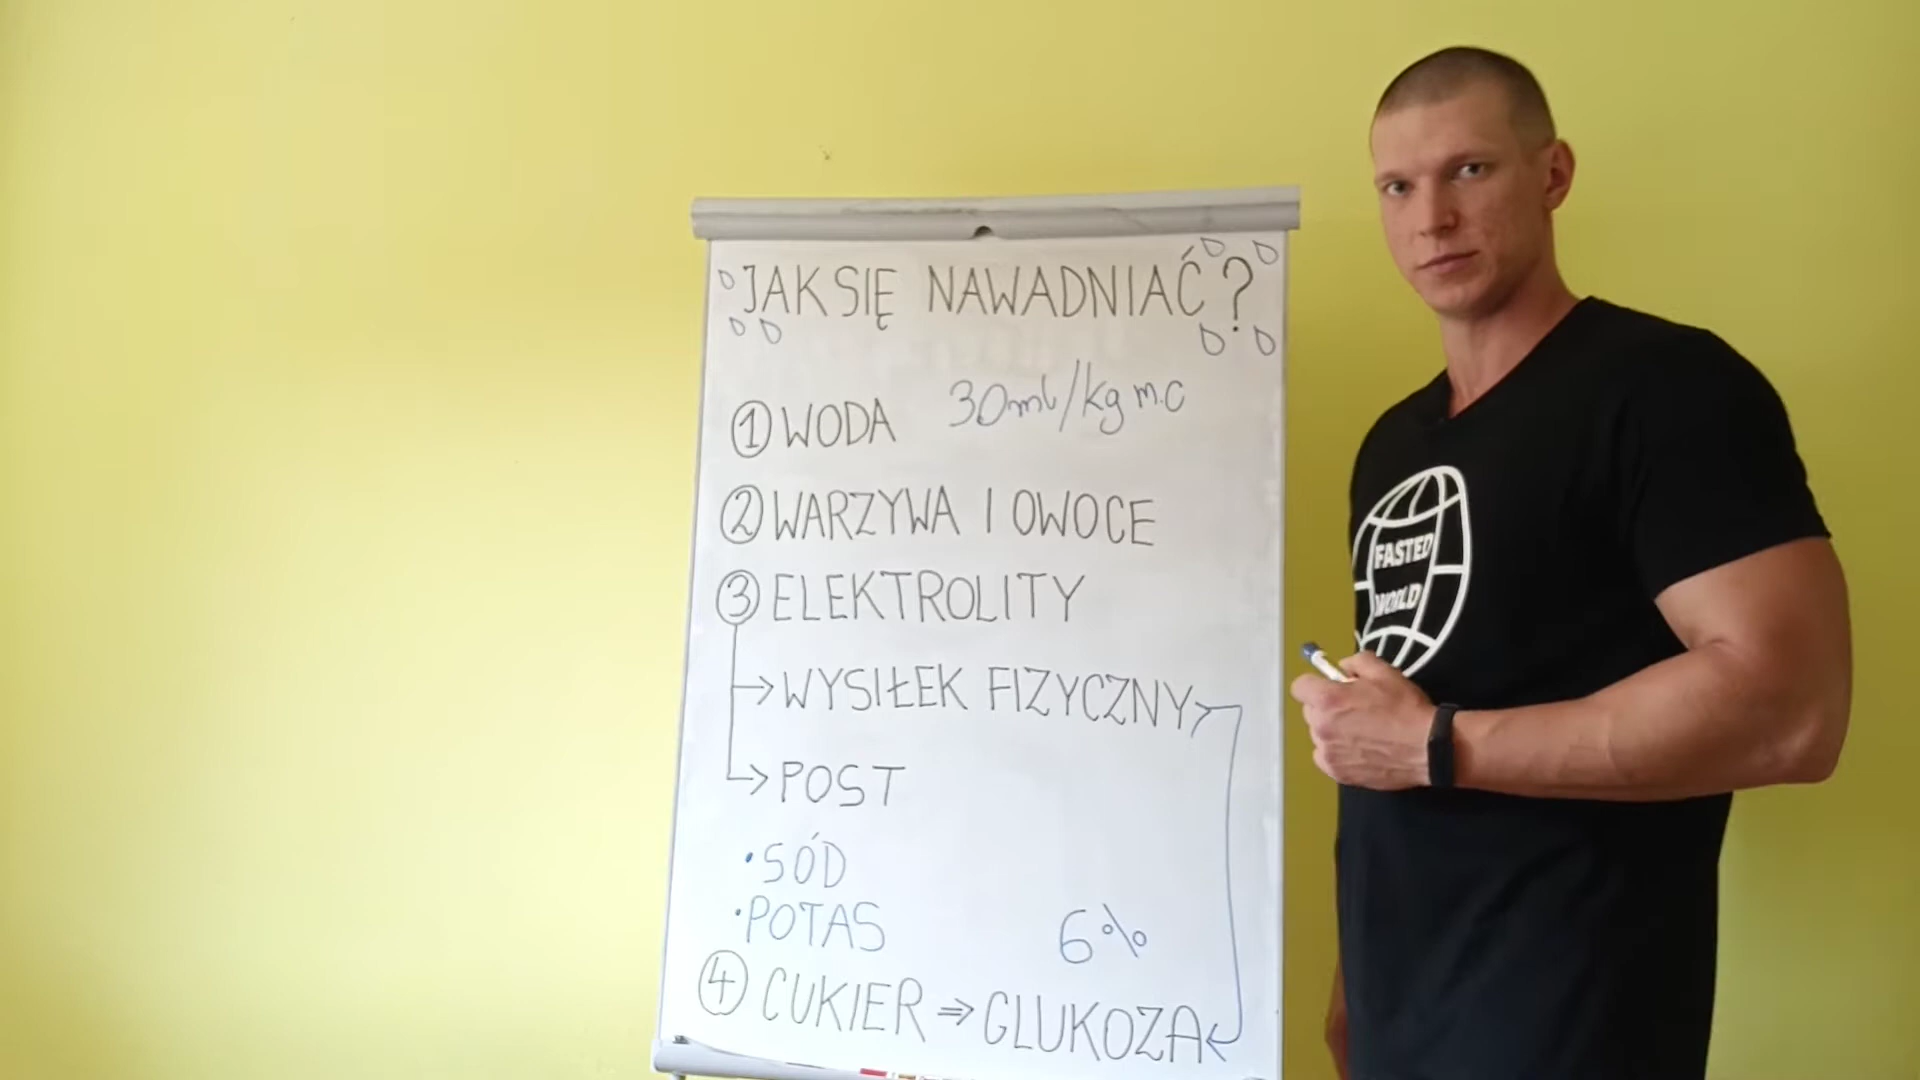 JAK SIĘ NAWADNIAĆ?
① WODA 30ml/kg m.c
② WARZYWA I OWOCE
③ ELEKTROLITY
→ WYSIŁEK FIZYCZNY
→ POST
• SÓD
• POTAS
6%
④ CUKIER ⇒ GLUKOZA
FASTED
WORLD